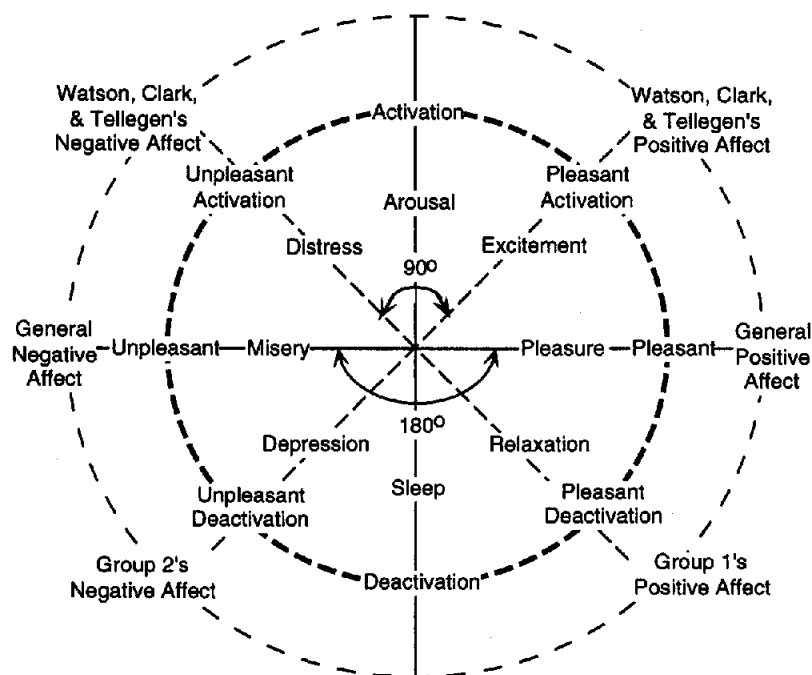 Watson, Clark,
& Tellegen's
Negative Affect
Watson, Clark,
& Tellegen's
Positive Affect
Activation
Unpleasant
Activation
Pleasant
Activation
Arousal
Distress
Excitement
90º
General
Negative
Affect
Unpleasant
Misery
Pleasure
Pleasant
General
Positive
Affect
180º
Depression
Relaxation
Sleep
Unpleasant
Deactivation
Pleasant
Deactivation
Group 2's
Negative Affect
Deactivation
Group 1's
Positive Affect